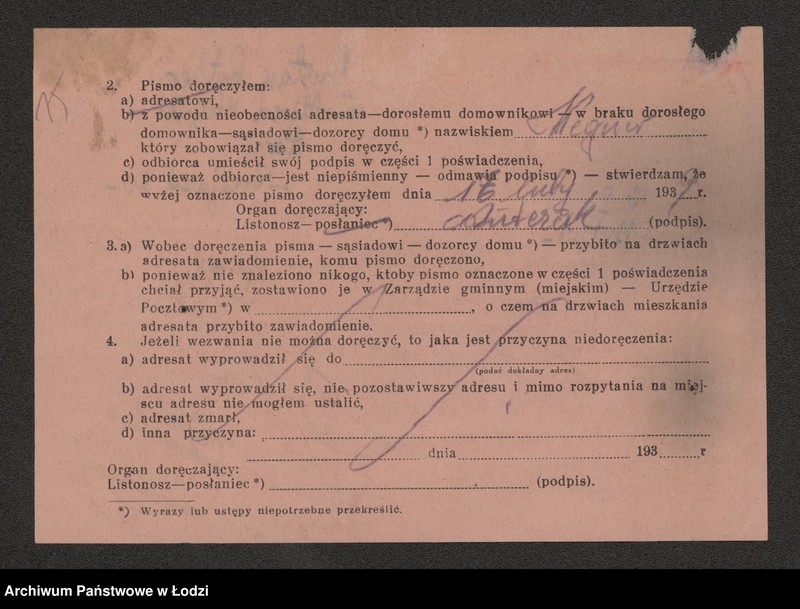 2. Pismo doręczyłem:
a) adresatowi,
b) z powodu nieobecności adresata—dorosłemu domownikowi—w braku dorosłego
domownika—sąsiadowi—dozorcy domu *) nazwiskiem
który zobowiązał się pismo doręczyć,
c) odbiorca umieścił swój podpis w części 1 poświadczenia,
d) ponieważ odbiorca—jest niepiśmienny — odmawia podpisu *) — stwierdzam, że
wyżej oznaczone pismo doręczyłem dnia 16 193 r.
Organ doręczający:
Listonosz—posłaniec *) (podpis).
3. a) Wobec doręczenia pisma — sąsiadowi — dozorcy domu *) — przybito na drzwiach
adresata zawiadomienie, komu pismo doręczono,
b) ponieważ nie znaleziono nikogo, ktoby pismo oznaczone w części 1 poświadczenia
chciał przyjąć, zostawiono je w Zarządzie gminnym (miejskim) — Urzędzie
Pocztowym *) w , o czem na drzwiach mieszkania
adresata przybito zawiadomienie.
4. Jeżeli wezwania nie można doręczyć, to jaka jest przyczyna niedoręczenia:
a) adresat wyprowadził się do
(podać dokładny adres)
b) adresat wyprowadził się, nie pozostawiwszy adresu i mimo rozpytania na miej-
scu adresu nie mogłem ustalić,
c) adresat zmarł,
d) inna przyczyna:
dnia 193 r
Organ doręczający:
Listonosz—posłaniec *) (podpis).
*) Wyrazy lub ustępy niepotrzebne przekreślić.
Archiwum Państwowe w Łodzi